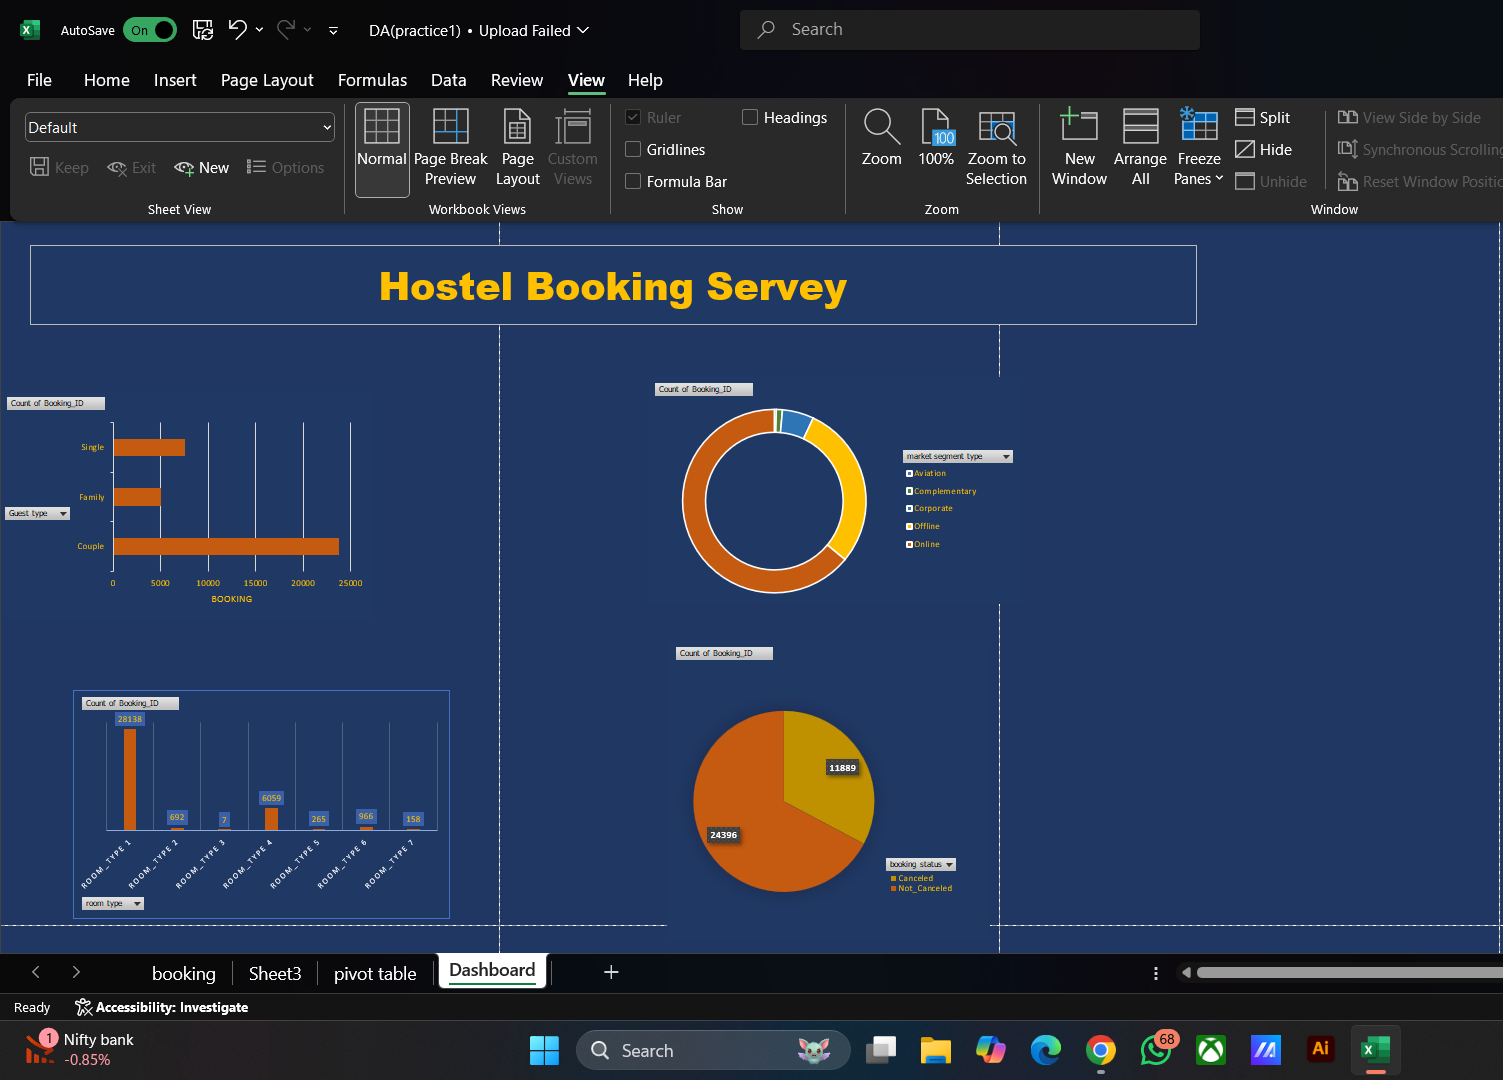 AutoSave On DA(practice1) • Upload Failed Search
File Home Insert Page Layout Formulas Data Review View Help
Default
Keep Exit New Options
Sheet View
Normal Page Break Preview Page Layout Custom Views
Workbook Views
Ruler Headings
Gridlines
Formula Bar
Show
Zoom 100 100% Zoom to Selection
Zoom
New Window Arrange All Freeze Panes
Split
Hide
Unhide
View Side by Side
Synchronous Scrolling
Reset Window Positio
Window
Hostel Booking Servey
Count of Booking_ID
Single
Family
Guest type
Couple
0 5000 10000 15000 20000 25000
BOOKING
Count of Booking_ID
market segment type
Aviation
Complementary
Corporate
Offline
Online
Count of Booking_ID
28138 692 7 6059 265 966 158
ROOM_TYPE 1 ROOM_TYPE 2 ROOM_TYPE 3 ROOM_TYPE 4 ROOM_TYPE 5 ROOM_TYPE 6 ROOM_TYPE 7
room type
Count of Booking_ID
11889
24396
booking status
Canceled
Not_Canceled
booking Sheet3 pivot table Dashboard
Ready Accessibility: Investigate
1 Nifty bank
-0.85%
Search
68
Ai